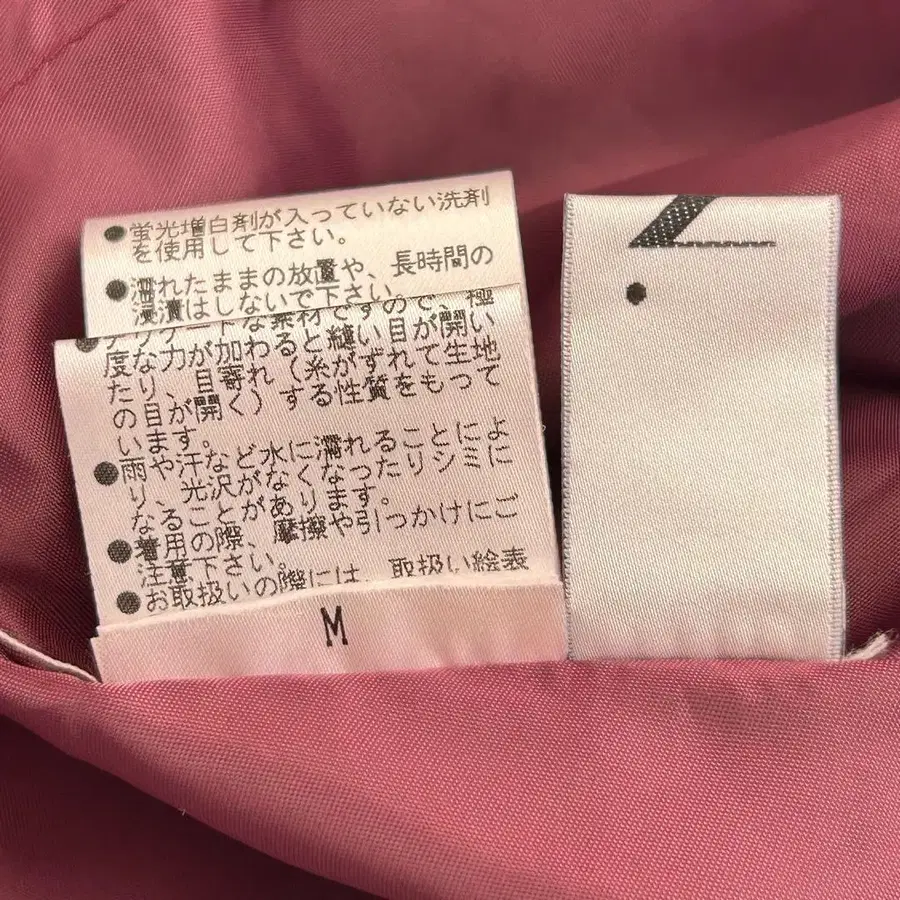 ●蛍光増白剤が入っていない洗剤
を使用して下さい。
●濡れたままの放置や、長時間の
浸漬はしないで下さい。
な素材ですので、極
度な力が加わると縫い目が開い
たり、目寄れ（糸がずれて生地
の目が開く）する性質をもって
います。
●雨や汗など水に濡れることによ
り、光沢がなくなったりシミに
なることがあります。
●着用の際、摩擦や引っかけにご
注意下さい。
●お取扱いの際には、取扱い絵表
M